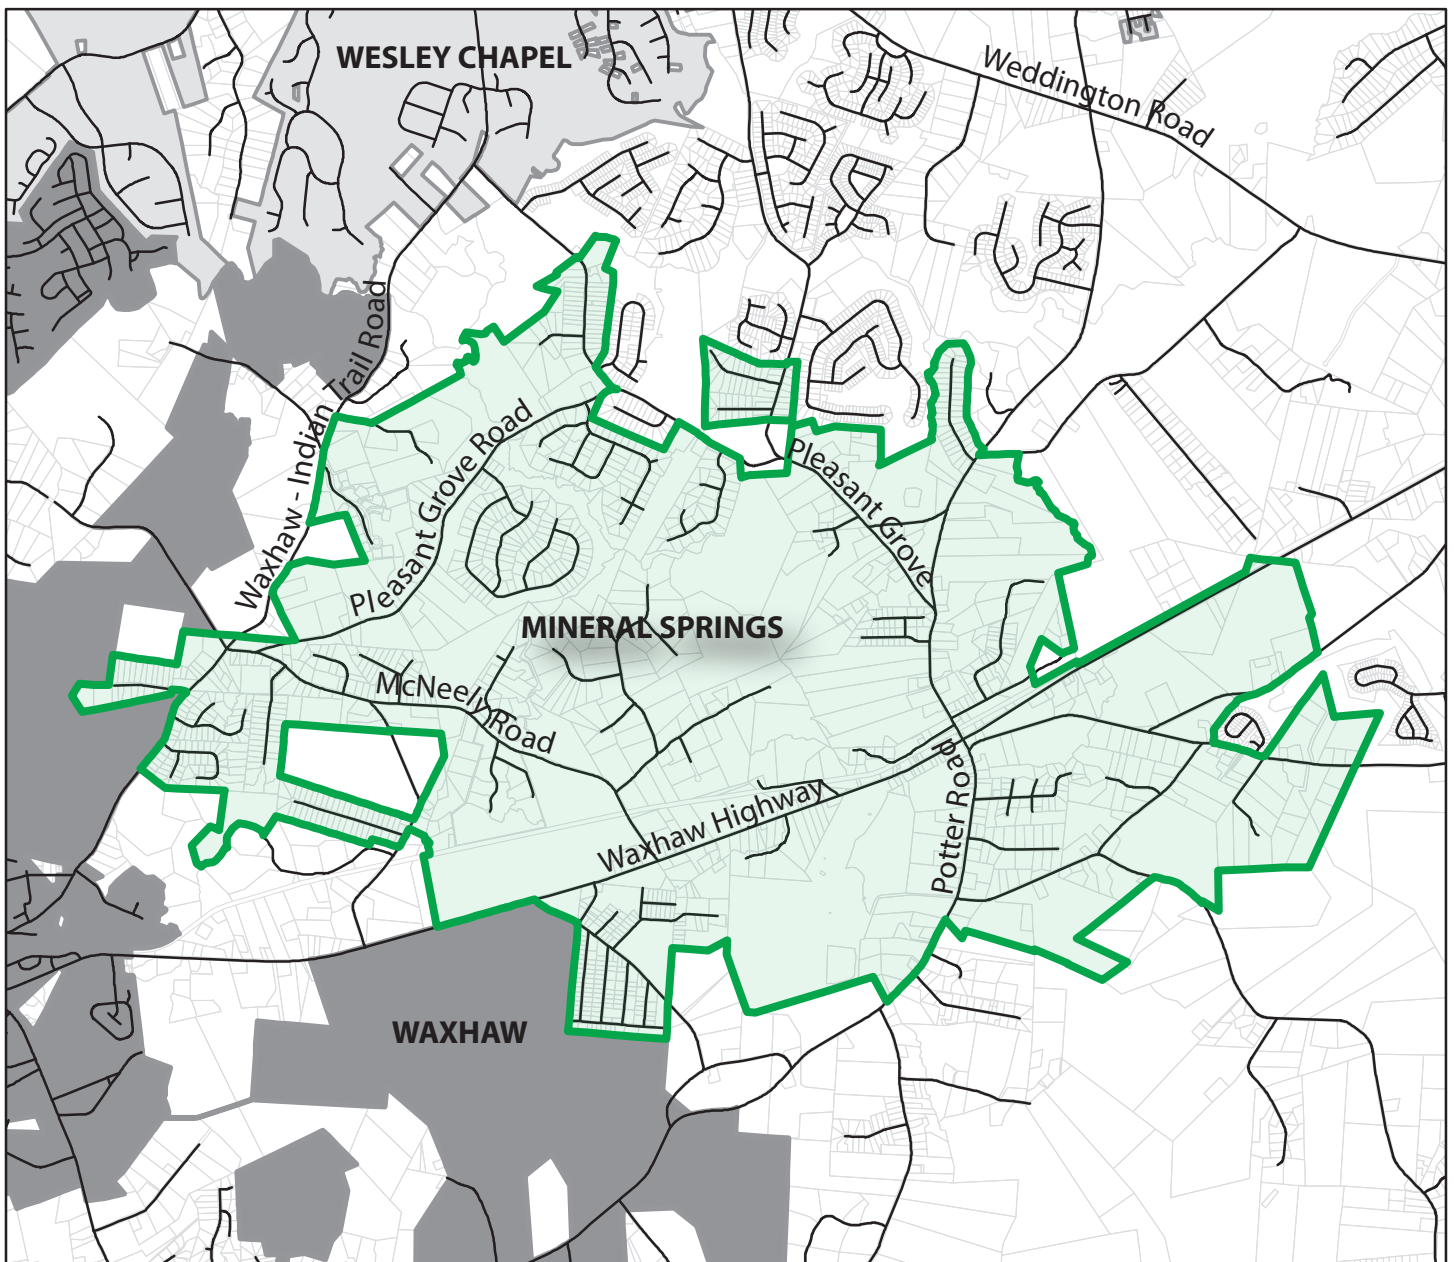 WESLEY CHAPEL
Weddington Road
Waxhaw - Indian Trail Road
Pleasant Grove Road
Pleasant Grove
MINERAL SPRINGS
McNeely Road
Waxhaw Highway
Potter Road
WAXHAW